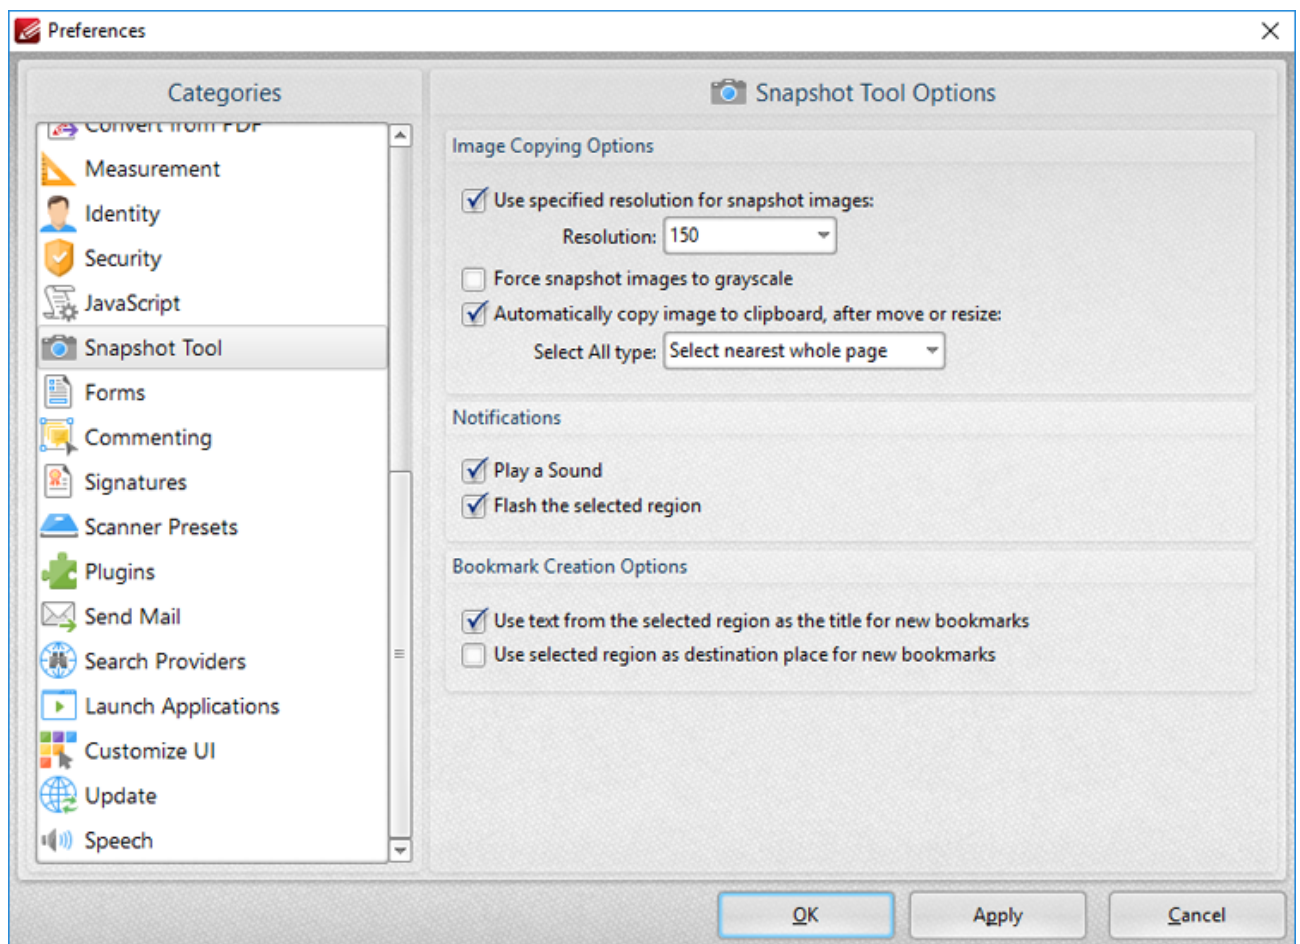 Preferences
Categories
Convert from PDF
Measurement
Identity
Security
JavaScript
Snapshot Tool
Forms
Commenting
Signatures
Scanner Presets
Plugins
Send Mail
Search Providers
Launch Applications
Customize UI
Update
Speech
Snapshot Tool Options
Image Copying Options
Use specified resolution for snapshot images:
Resolution: 150
Force snapshot images to grayscale
Automatically copy image to clipboard, after move or resize:
Select All type: Select nearest whole page
Notifications
Play a Sound
Flash the selected region
Bookmark Creation Options
Use text from the selected region as the title for new bookmarks
Use selected region as destination place for new bookmarks
OK Apply Cancel